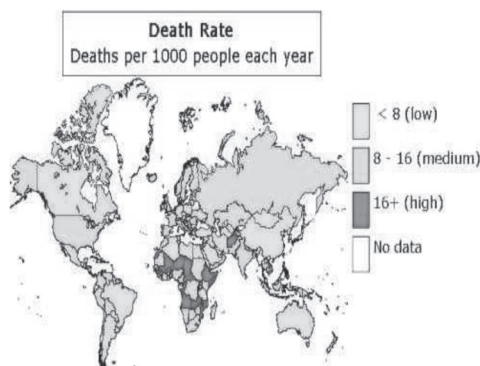 Death Rate
Deaths per 1000 people each year
< 8 (low)
8 - 16 (medium)
16+ (high)
No data